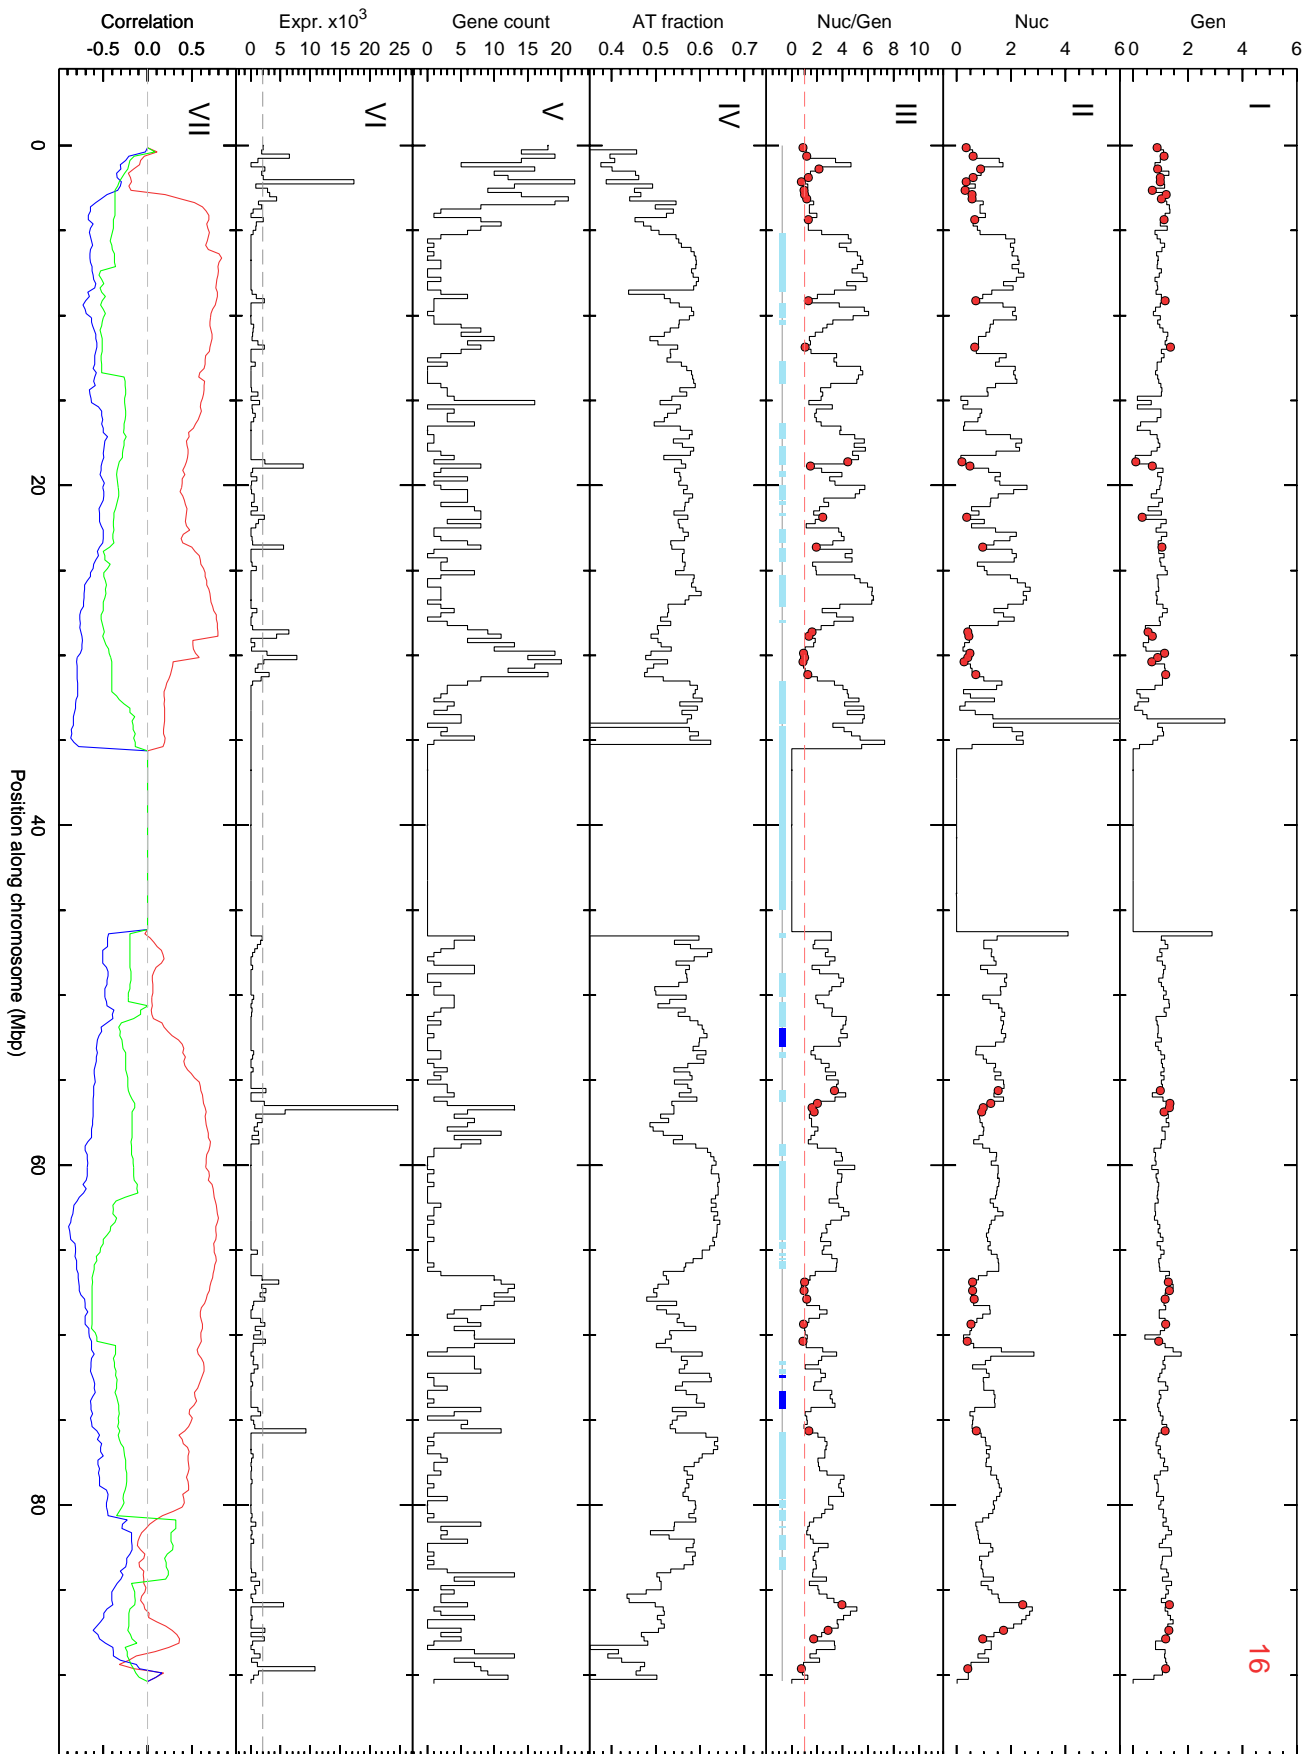 Correlation
Expr. x10³
Gene count
AT fraction
Nuc/Gen
Nuc
Gen
-0.5 0.0 0.5
0 5 10 15 20 25
0 5 10 15 20
0.4 0.5 0.6 0.7
0 2 4 6 8 10
0 2 4 6
0 2 4 6
VII
VI
V
IV
III
II
I
0
20
40
60
80
Position along chromosome (Mbp)
16